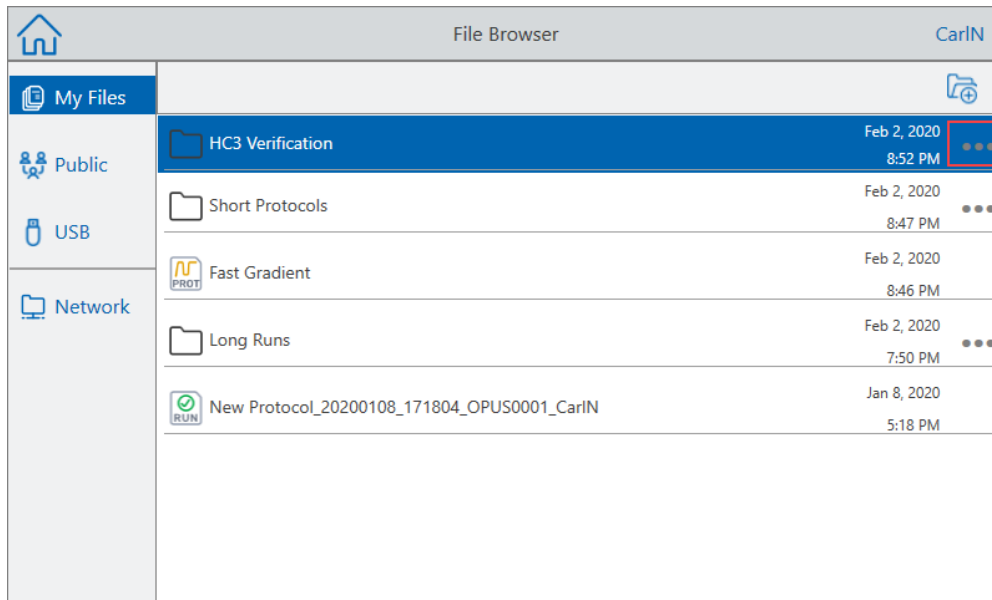 File Browser
CarlN
My Files
Public
USB
Network
HC3 Verification
Feb 2, 2020
8:52 PM
Short Protocols
Feb 2, 2020
8:47 PM
PROT
Fast Gradient
Feb 2, 2020
8:46 PM
Long Runs
Feb 2, 2020
7:50 PM
RUN
New Protocol_20200108_171804_OPUS0001_CarlN
Jan 8, 2020
5:18 PM